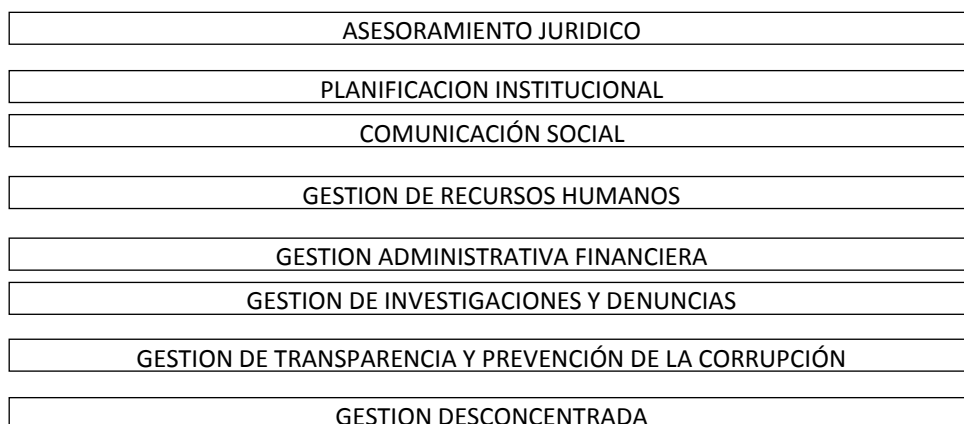 ASESORAMIENTO JURIDICO
PLANIFICACION INSTITUCIONAL
COMUNICACIÓN SOCIAL
GESTION DE RECURSOS HUMANOS
GESTION ADMINISTRATIVA FINANCIERA
GESTION DE INVESTIGACIONES Y DENUNCIAS
GESTION DE TRANSPARENCIA Y PREVENCIÓN DE LA CORRUPCIÓN
GESTION DESCONCENTRADA